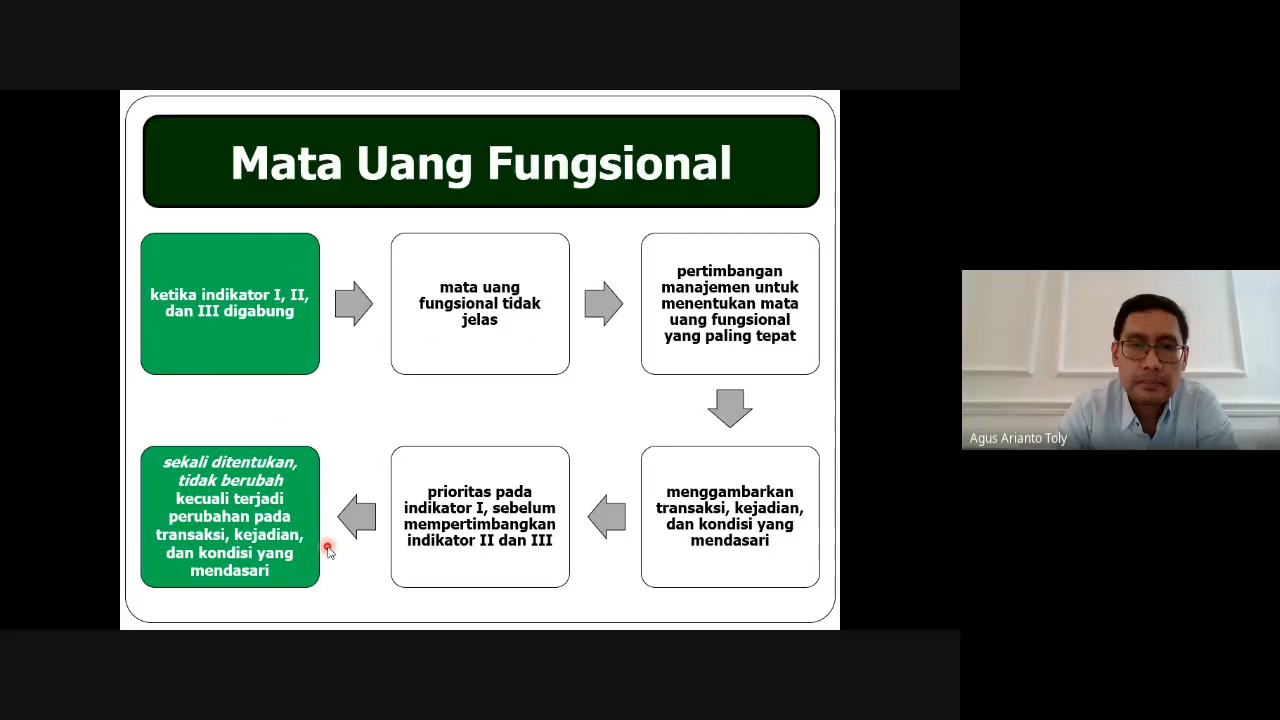 Mata Uang Fungsional
ketika indikator I, II,
dan III digabung
mata uang
fungsional tidak
jelas
pertimbangan
manajemen untuk
menentukan mata
uang fungsional
yang paling tepat
menggambarkan
transaksi, kejadian,
dan kondisi yang
mendasari
prioritas pada
indikator I, sebelum
mempertimbangkan
indikator II dan III
sekali ditentukan,
tidak berubah
kecuali terjadi
perubahan pada
transaksi, kejadian,
dan kondisi yang
mendasari
Agus Arianto Toly